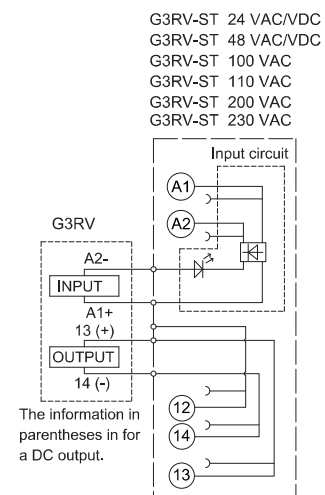 G3RV-ST 24 VAC/VDC
G3RV-ST 48 VAC/VDC
G3RV-ST 100 VAC
G3RV-ST 110 VAC
G3RV-ST 200 VAC
G3RV-ST 230 VAC
Input circuit
A1
A2
G3RV
A2-
INPUT
A1+
13 (+)
OUTPUT
14 (-)
12
14
13
The information in
parentheses in for
a DC output.